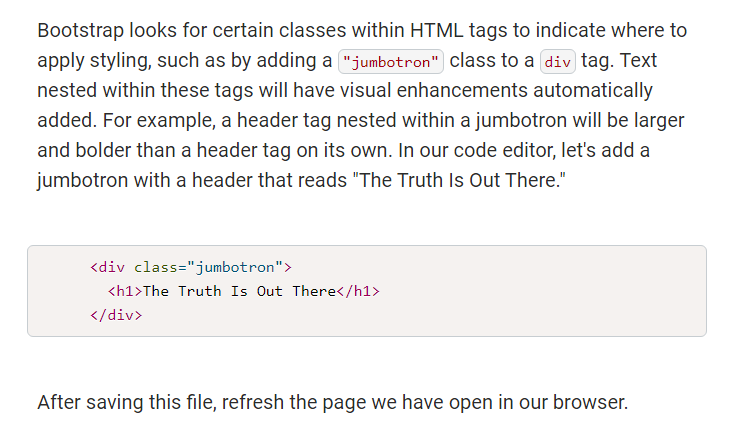 Bootstrap looks for certain classes within HTML tags to indicate where to
apply styling, such as by adding a "jumbotron" class to a div tag. Text
nested within these tags will have visual enhancements automatically
added. For example, a header tag nested within a jumbotron will be larger
and bolder than a header tag on its own. In our code editor, let's add a
jumbotron with a header that reads "The Truth Is Out There."
<div class="jumbotron">
<h1>The Truth Is Out There</h1>
</div>
After saving this file, refresh the page we have open in our browser.